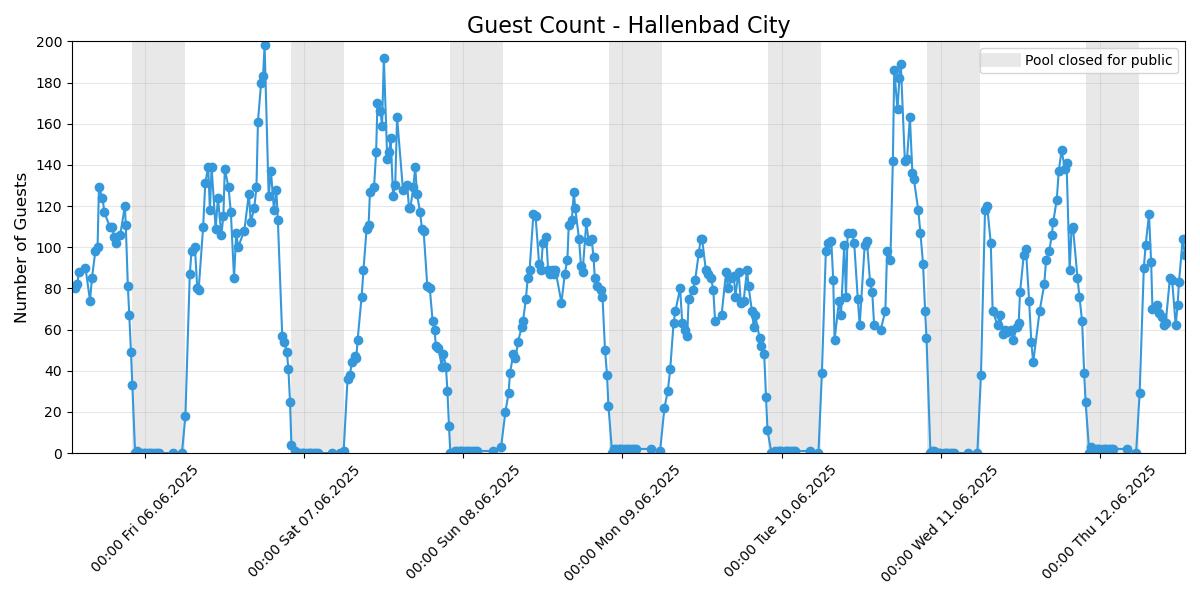 Guest Count - Hallenbad City
Pool closed for public
Number of Guests
200
180
160
140
120
100
80
60
40
20
0
00:00 Fri 06.06.2025
00:00 Sat 07.06.2025
00:00 Sun 08.06.2025
00:00 Mon 09.06.2025
00:00 Tue 10.06.2025
00:00 Wed 11.06.2025
00:00 Thu 12.06.2025